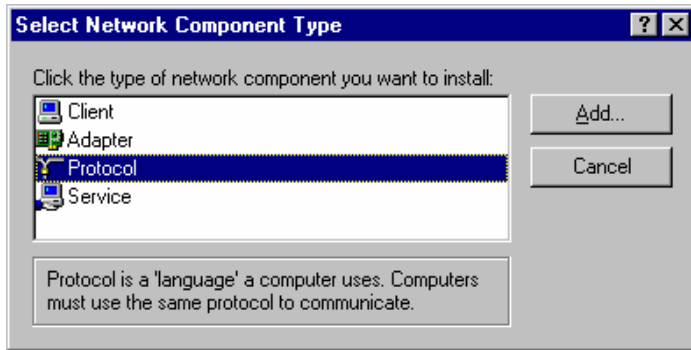 Select Network Component Type
Click the type of network component you want to install:
Client
Adapter
Protocol
Service
Add...
Cancel
Protocol is a 'language' a computer uses. Computers
must use the same protocol to communicate.